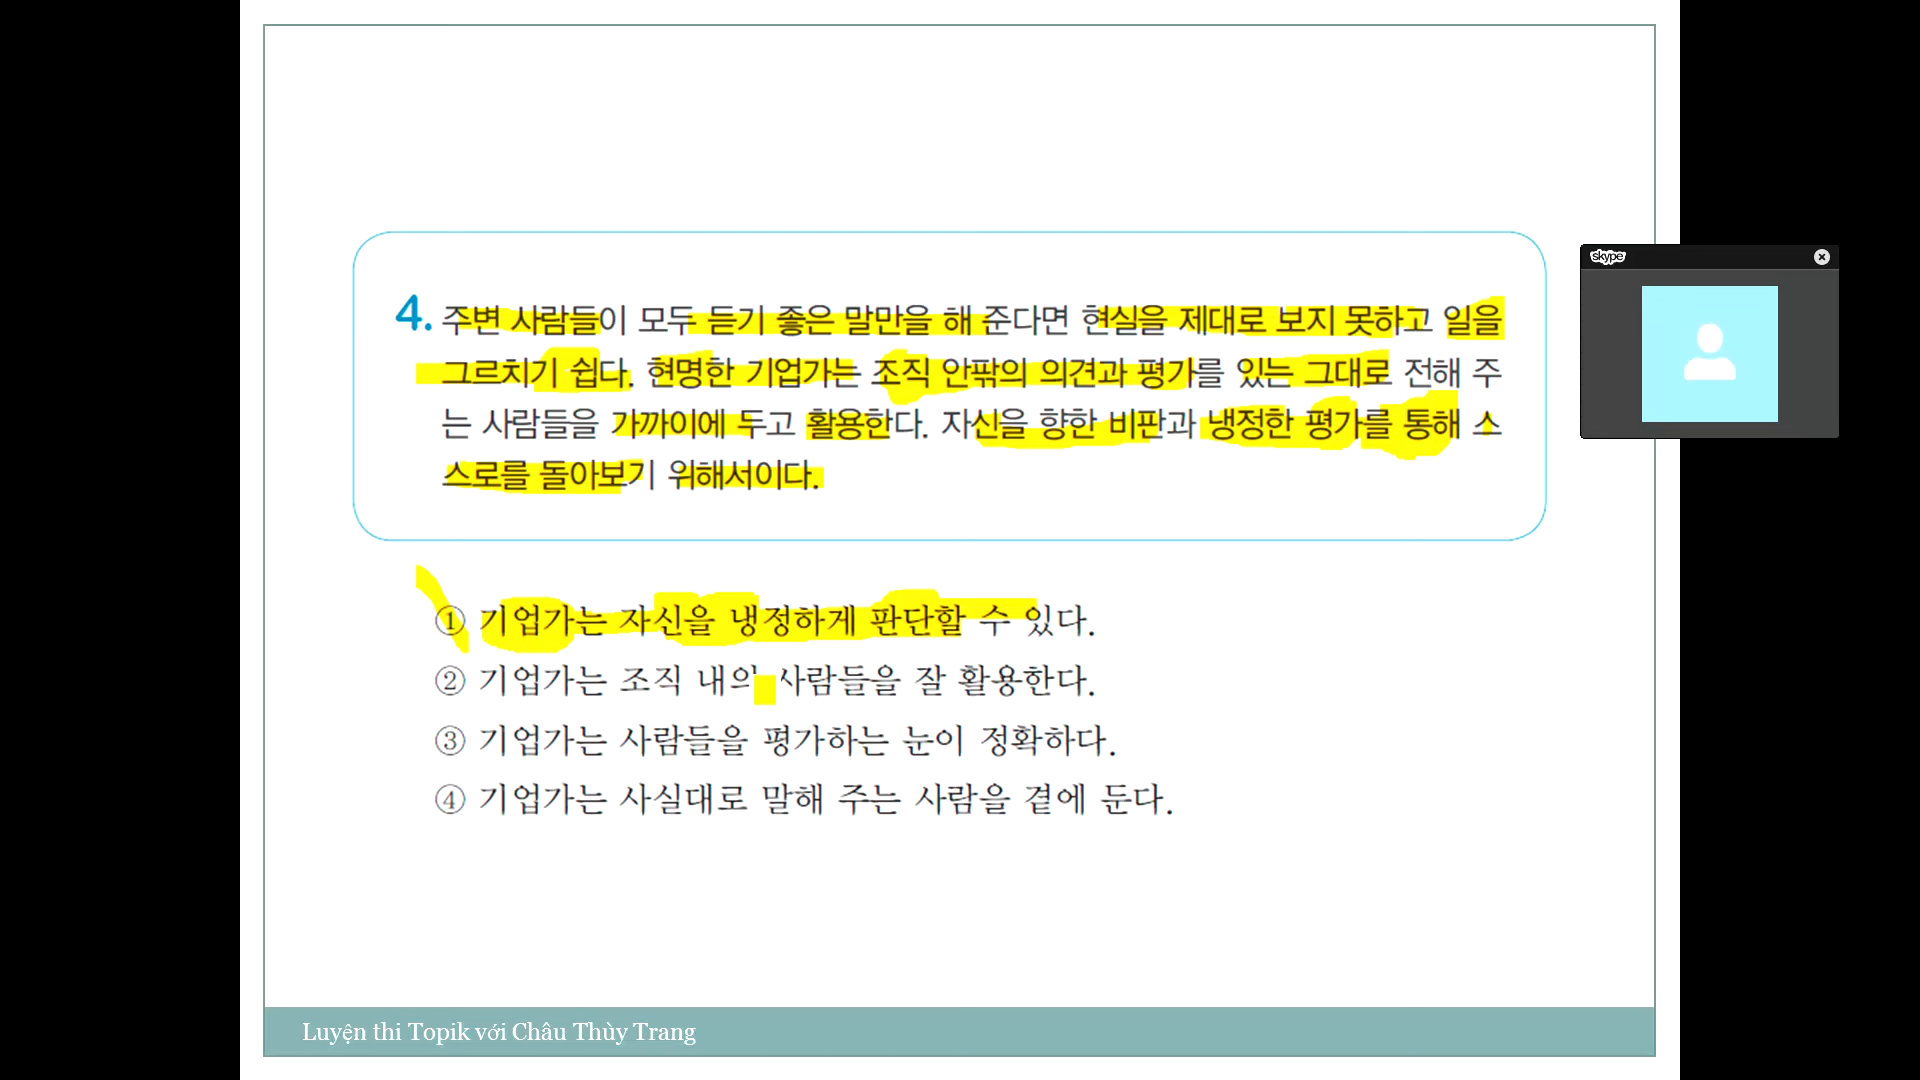 skype
4. 주변 사람들이 모두 듣기 좋은 말만을 해 준다면 현실을 제대로 보지 못하고 일을
그르치기 쉽다. 현명한 기업가는 조직 안팎의 의견과 평가를 있는 그대로 전해 주
는 사람들을 가까이에 두고 활용한다. 자신을 향한 비판과 냉정한 평가를 통해 스
스로를 돌아보기 위해서이다.
① 기업가는 자신을 냉정하게 판단할 수 있다.
② 기업가는 조직 내의 사람들을 잘 활용한다.
③ 기업가는 사람들을 평가하는 눈이 정확하다.
④ 기업가는 사실대로 말해 주는 사람을 곁에 둔다.
Luyện thi Topik với Châu Thùy Trang